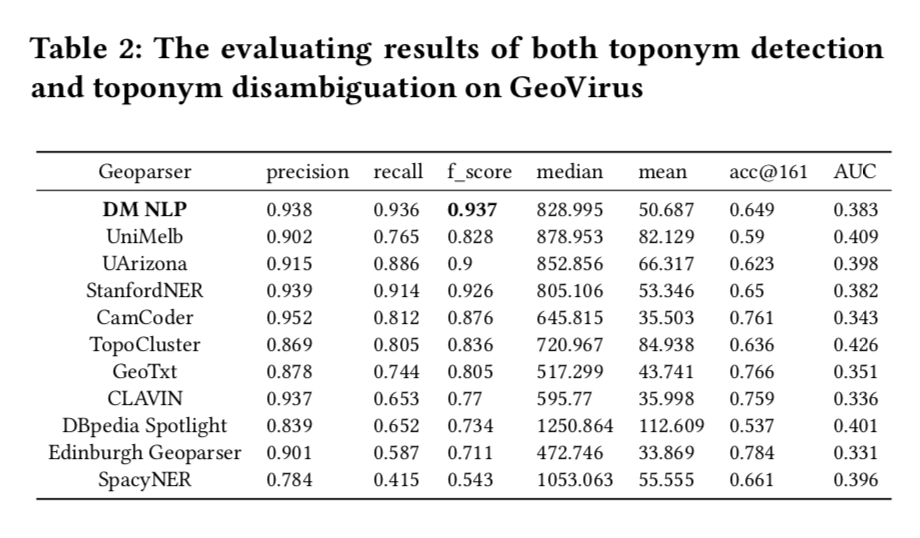 Table 2: The evaluating results of both toponym detection
and toponym disambiguation on GeoVirus
Geoparser precision recall f_score median mean acc@161 AUC
DM NLP 0.938 0.936 0.937 828.995 50.687 0.649 0.383
UniMelb 0.902 0.765 0.828 878.953 82.129 0.59 0.409
UArizona 0.915 0.886 0.9 852.856 66.317 0.623 0.398
StanfordNER 0.939 0.914 0.926 805.106 53.346 0.65 0.382
CamCoder 0.952 0.812 0.876 645.815 35.503 0.761 0.343
TopoCluster 0.869 0.805 0.836 720.967 84.938 0.636 0.426
GeoTxt 0.878 0.744 0.805 517.299 43.741 0.766 0.351
CLAVIN 0.937 0.653 0.77 595.77 35.998 0.759 0.336
DBpedia Spotlight 0.839 0.652 0.734 1250.864 112.609 0.537 0.401
Edinburgh Geoparser 0.901 0.587 0.711 472.746 33.869 0.784 0.331
SpacyNER 0.784 0.415 0.543 1053.063 55.555 0.661 0.396